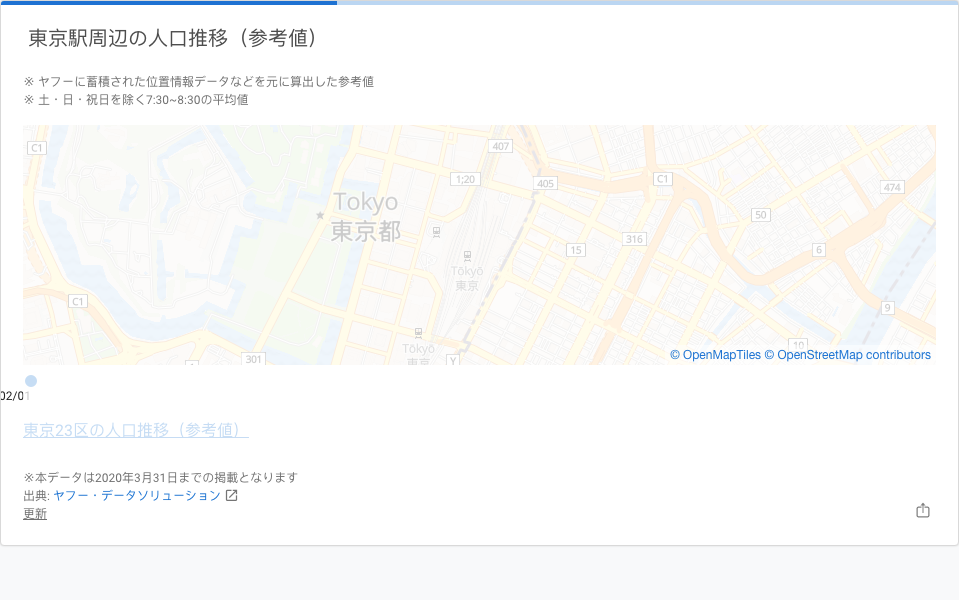 東京駅周辺の人口推移（参考値）
※ ヤフーに蓄積された位置情報データなどを元に算出した参考値
※ 土・日・祝日を除く7:30~8:30の平均値
C1
407
1;20
405
C1
474
Tokyo
東京都
50
316
15
6
Tōkyō
東京
C1
9
10
Tōkyō
東京
301
Y
© OpenMapTiles © OpenStreetMap contributors
02/01
東京23区の人口推移（参考値）
※本データは2020年3月31日までの掲載となります
出典: ヤフー・データソリューション
更新